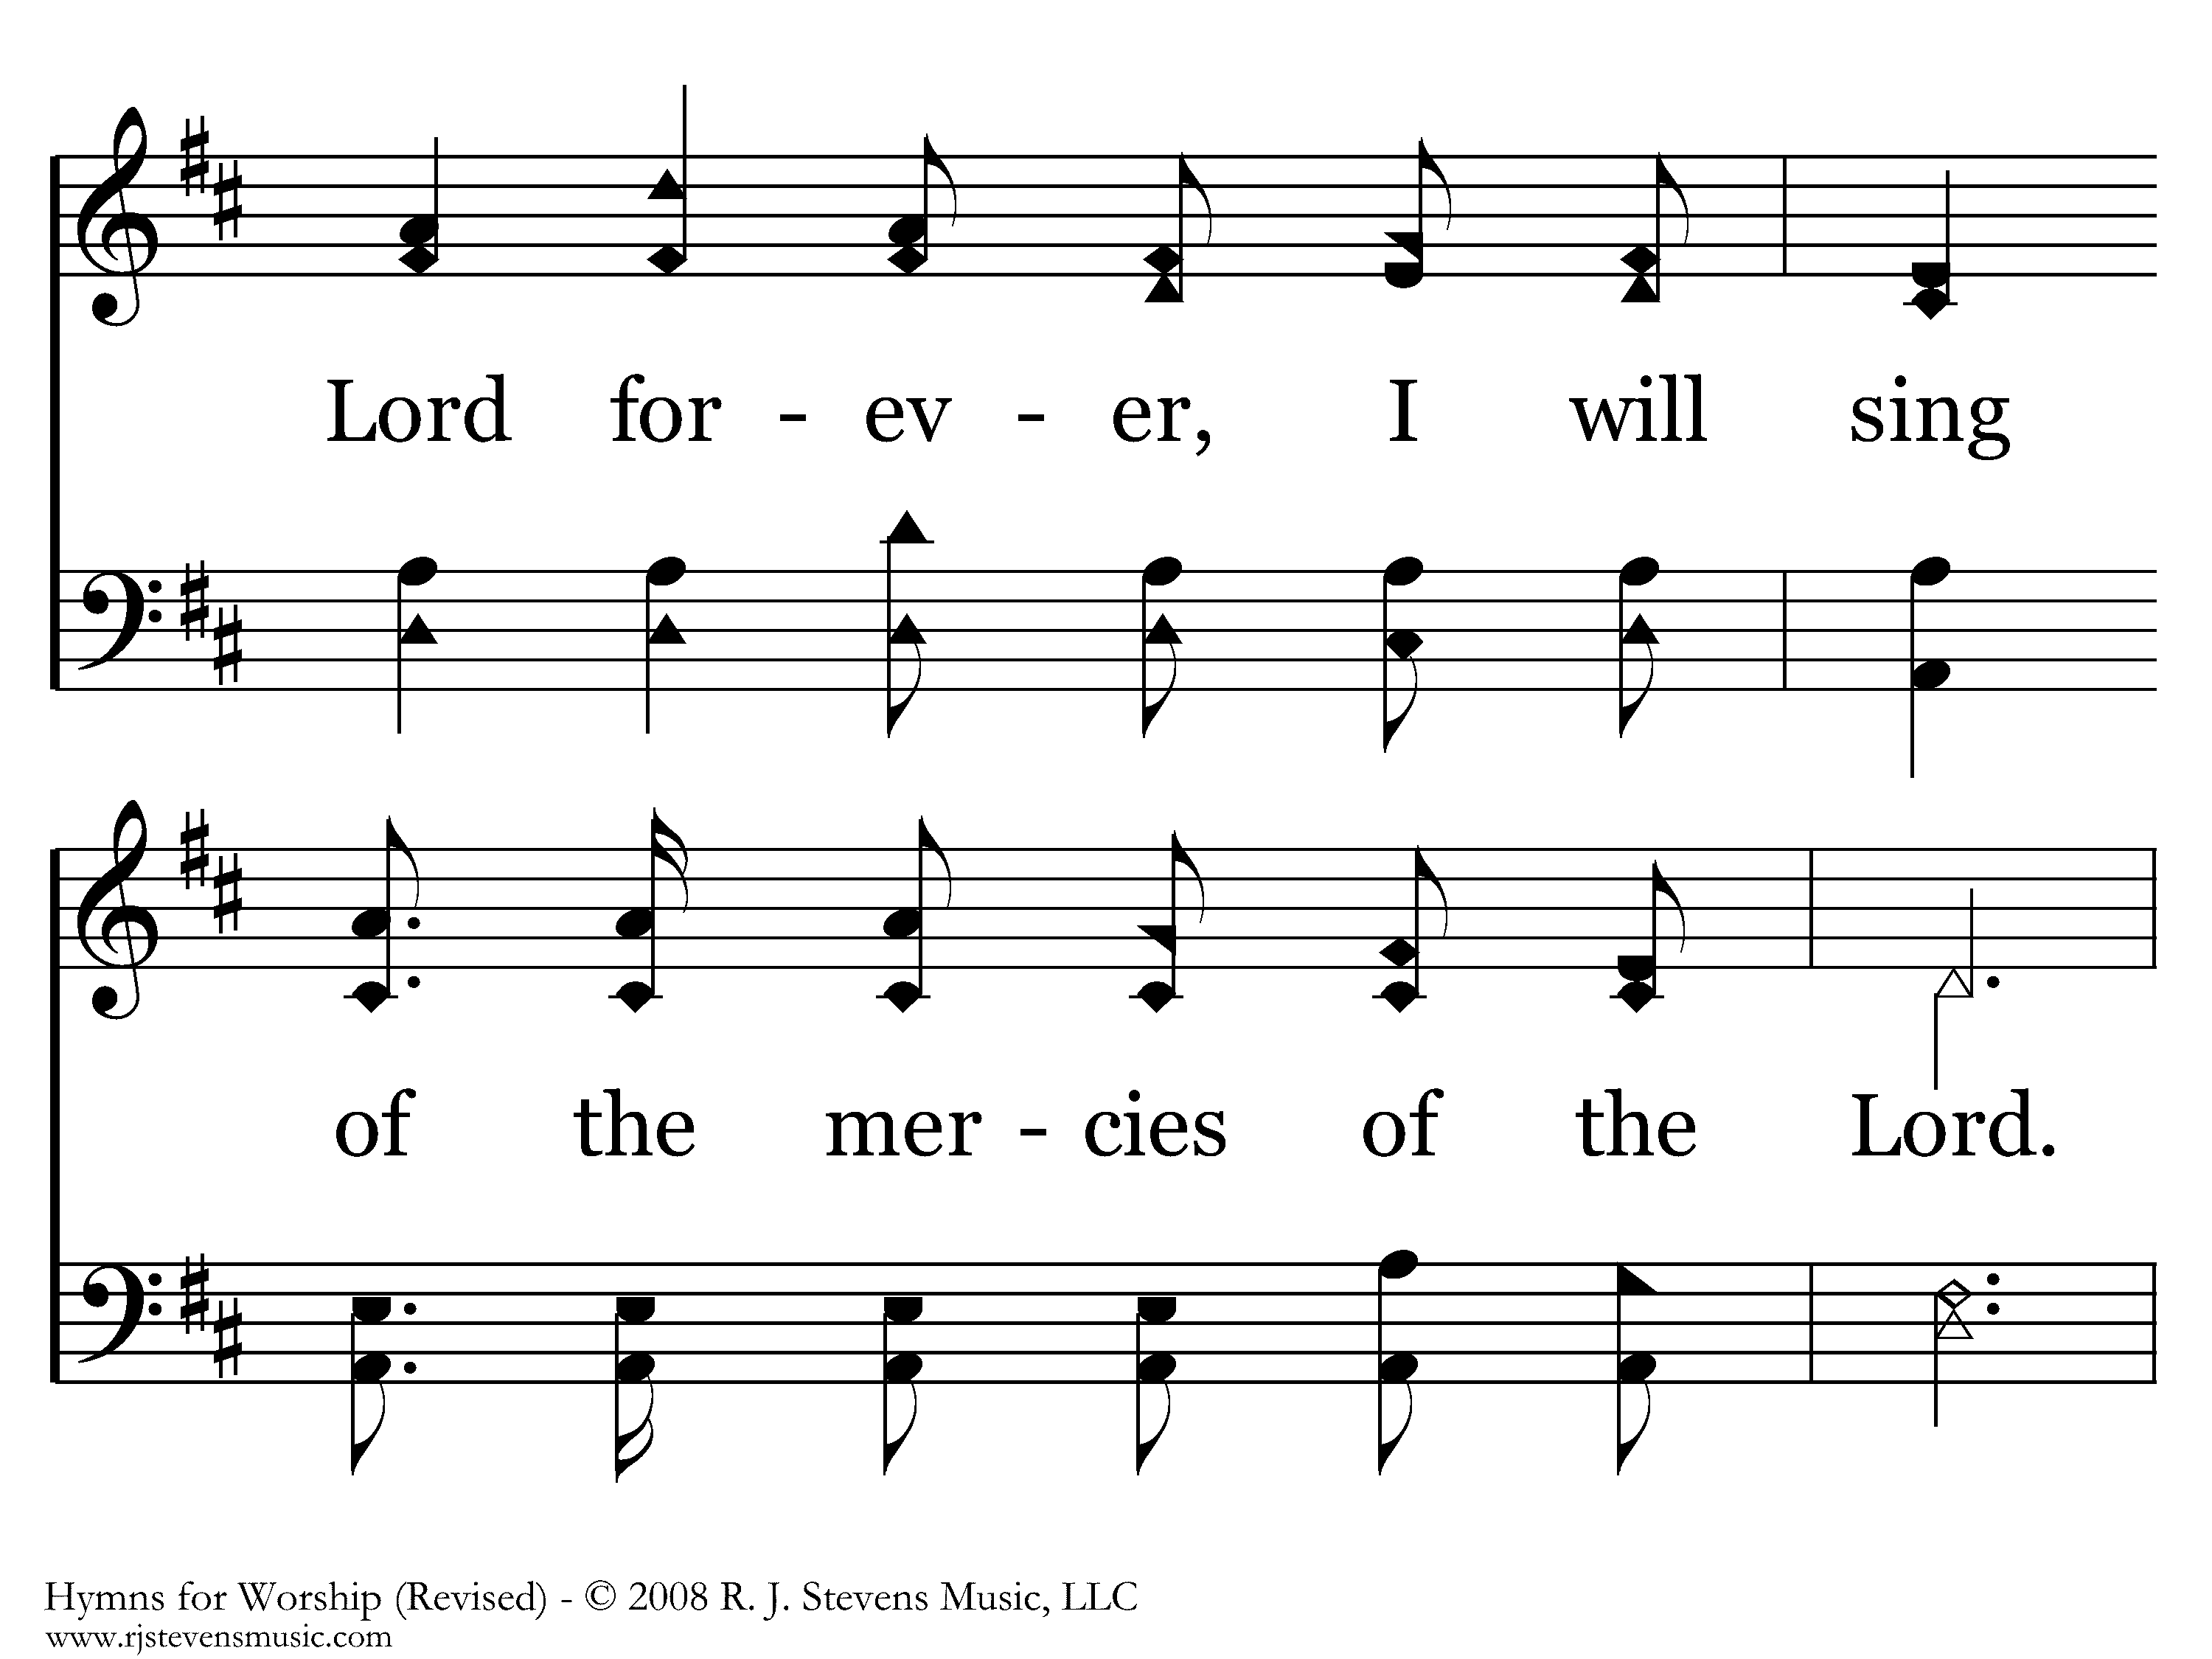 Lord for - ev - er, I will sing
of the mer - cies of the Lord.
Hymns for Worship (Revised) - © 2008 R. J. Stevens Music, LLC
www.rjstevensmusic.com